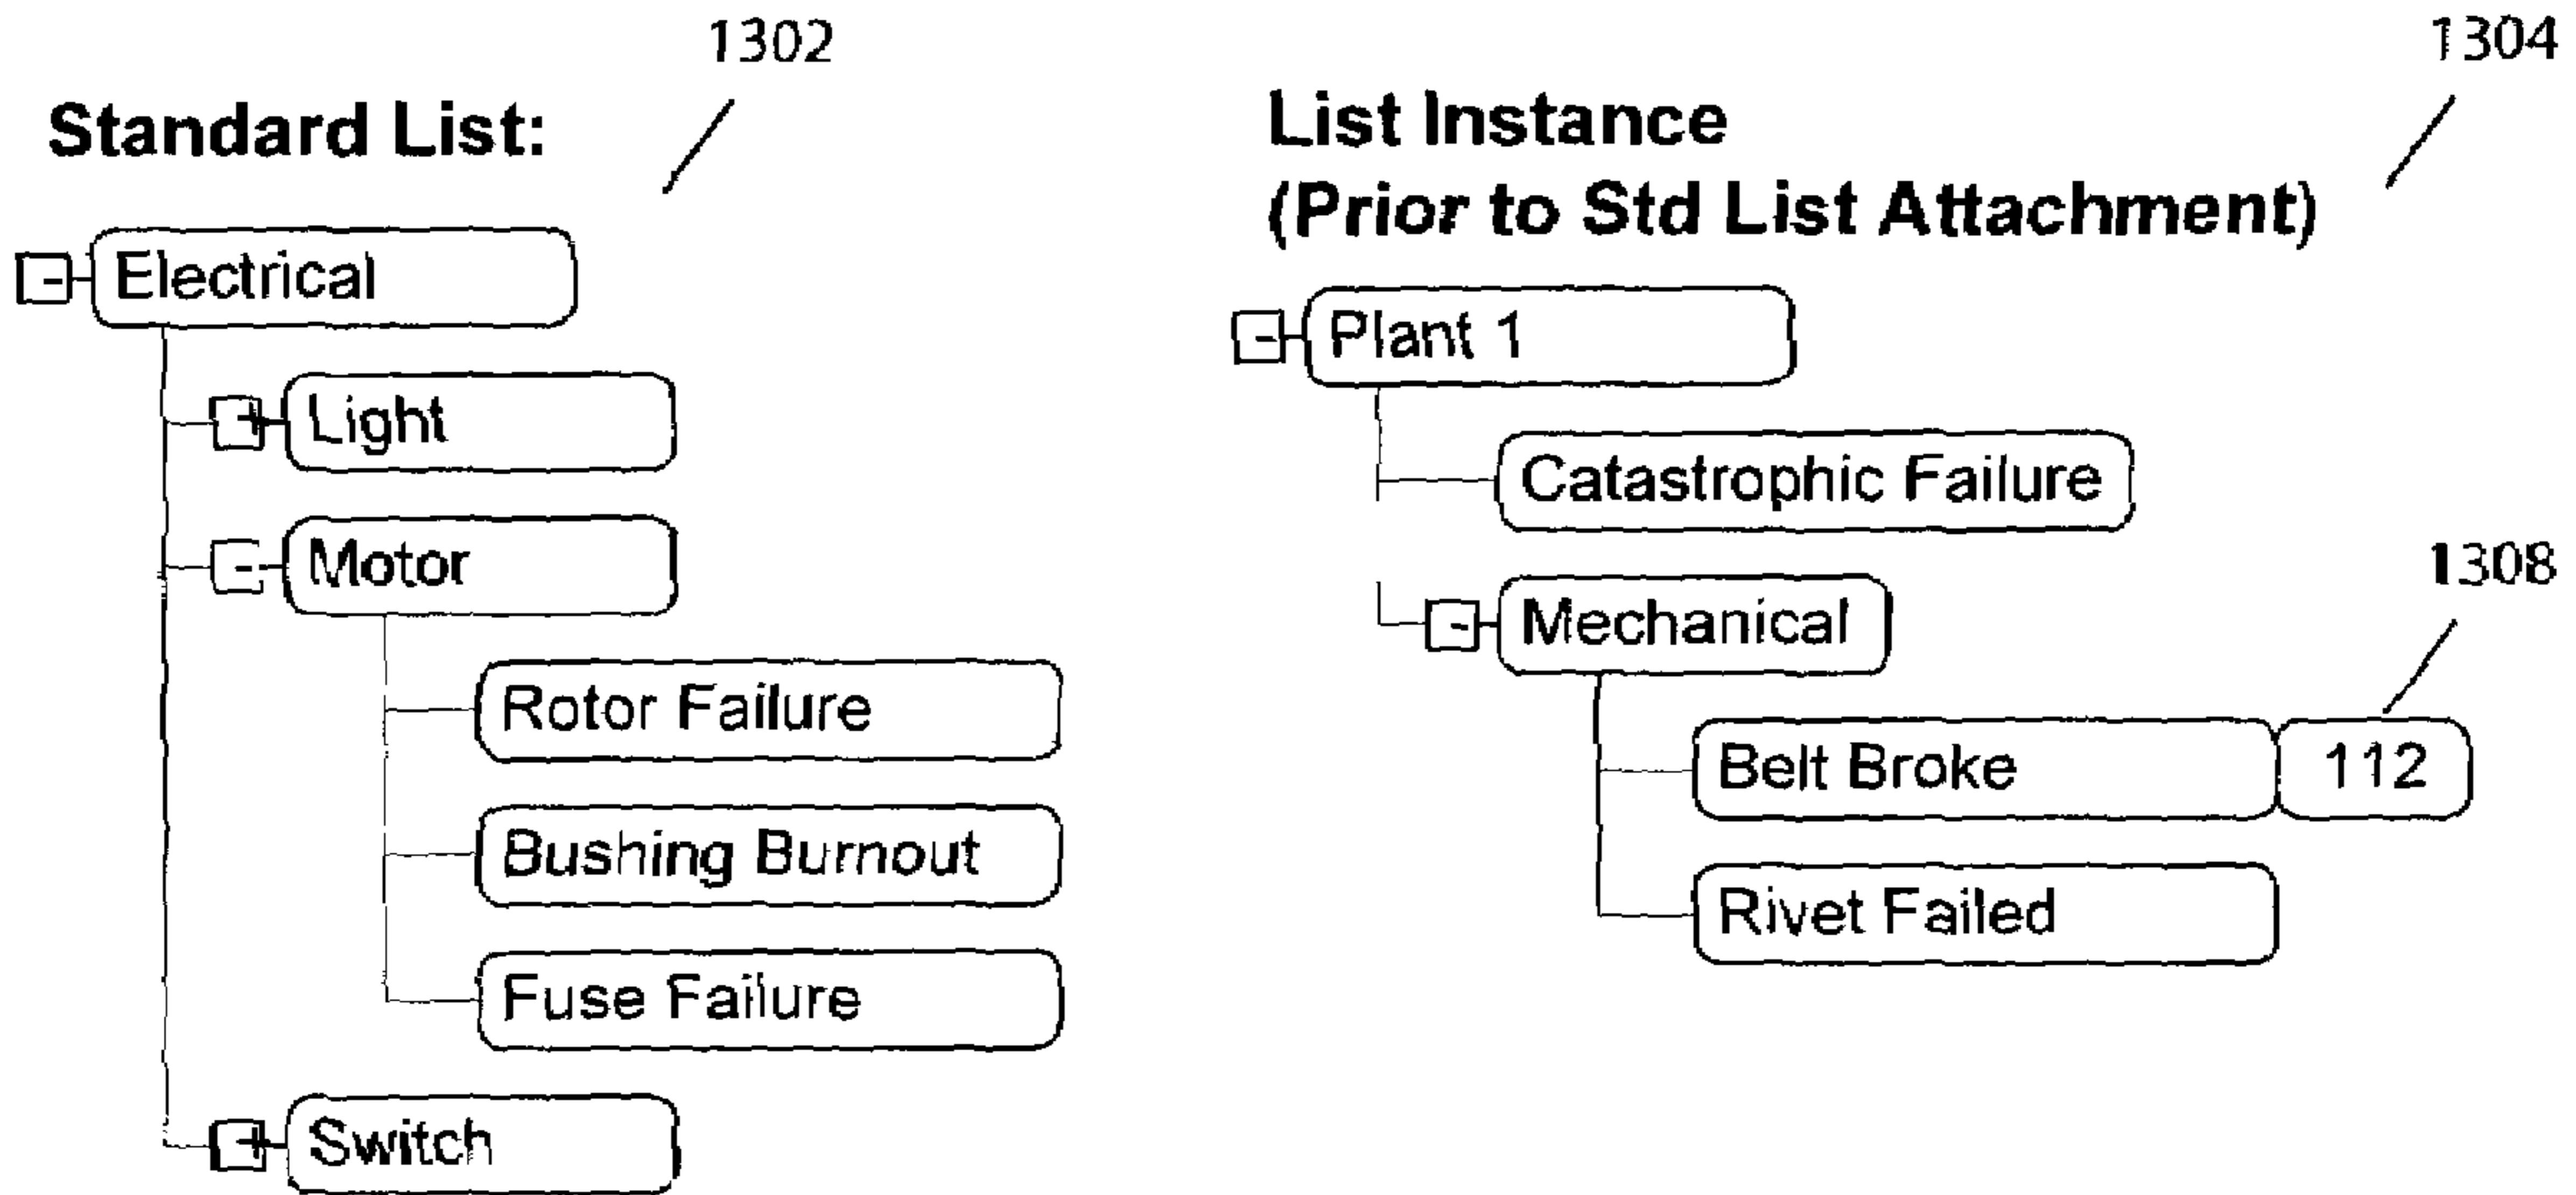 1302
Standard List:
Electrical
Light
Motor
Rotor Failure
Bushing Burnout
Fuse Failure
Switch
1304
List Instance
(Prior to Std List Attachment)
Plant 1
Catastrophic Failure
Mechanical
1308
Belt Broke 112
Rivet Failed